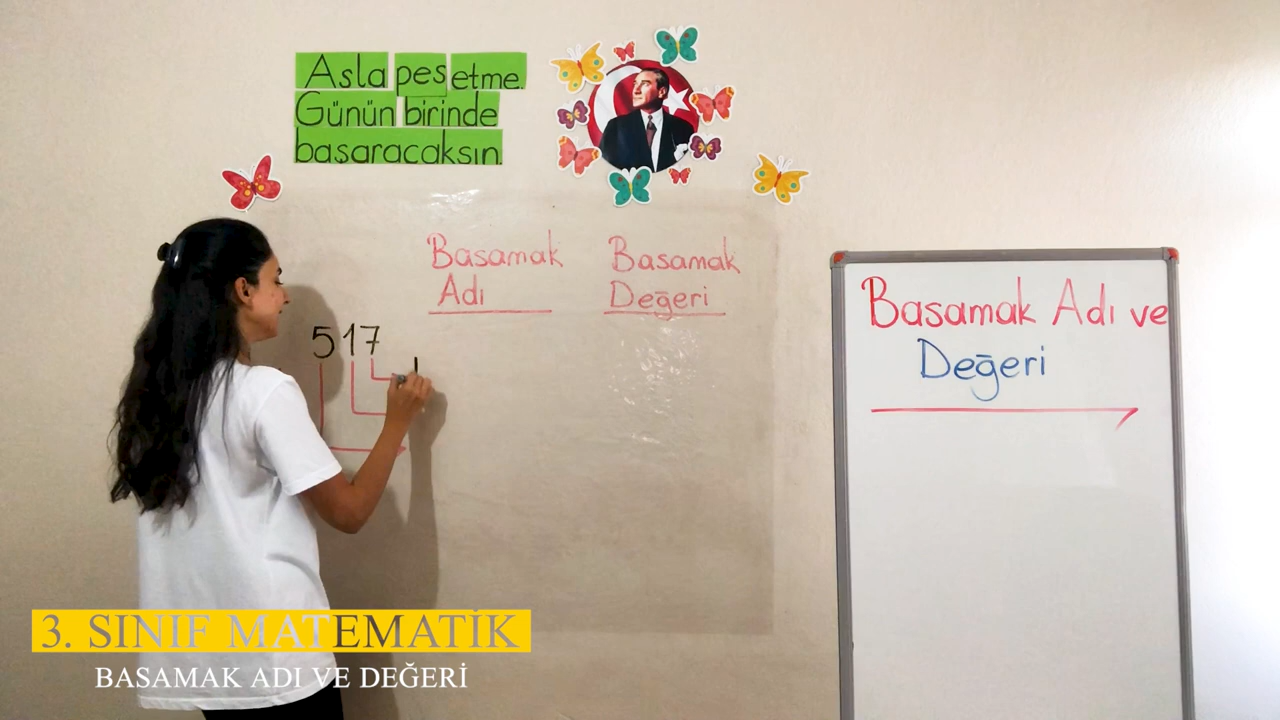 Asla pes etme.
Günün birinde
başaracaksın.
Basamak
Adı
Basamak
Değeri
517
Basamak Adı ve
Değeri
3. SINIF MATEMATİK
BASAMAK ADI VE DEĞERİ